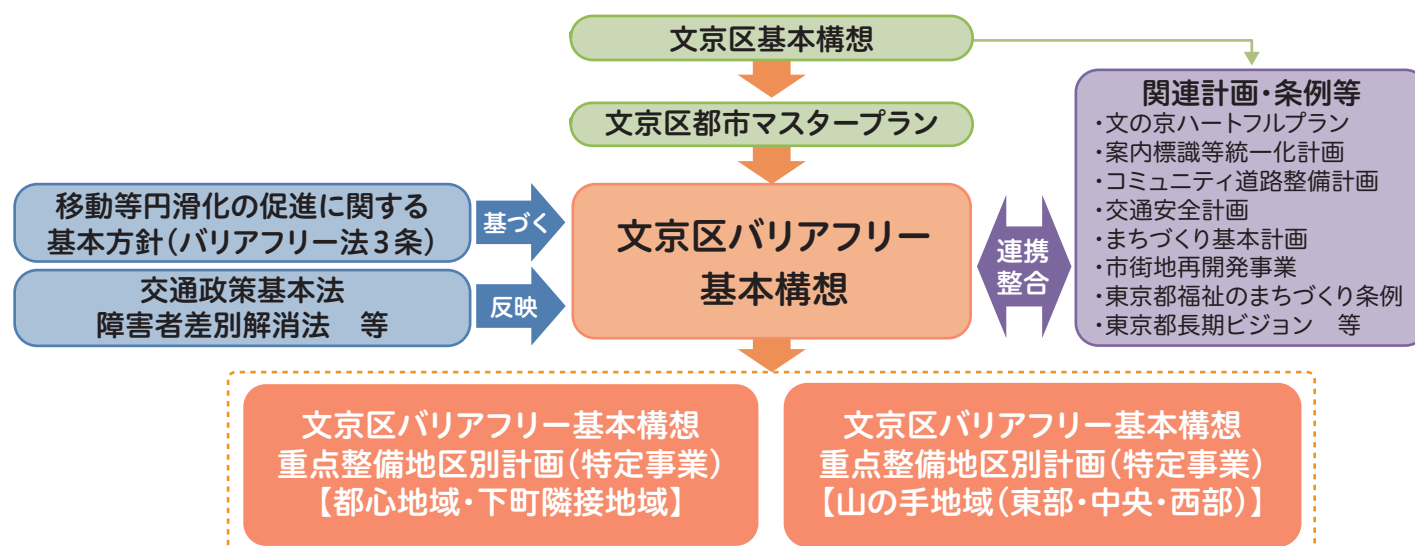 文京区基本構想
文京区都市マスタープラン
移動等円滑化の促進に関する
基本方針(バリアフリー法3条)
基づく
交通政策基本法
障害者差別解消法　等
反映
文京区バリアフリー
基本構想
連携
整合
関連計画・条例等
・文の京ハートフルプラン
・案内標識等統一化計画
・コミュニティ道路整備計画
・交通安全計画
・まちづくり基本計画
・市街地再開発事業
・東京都福祉のまちづくり条例
・東京都長期ビジョン　等
文京区バリアフリー基本構想
重点整備地区別計画(特定事業)
【都心地域・下町隣接地域】
文京区バリアフリー基本構想
重点整備地区別計画(特定事業)
【山の手地域(東部・中央・西部)】